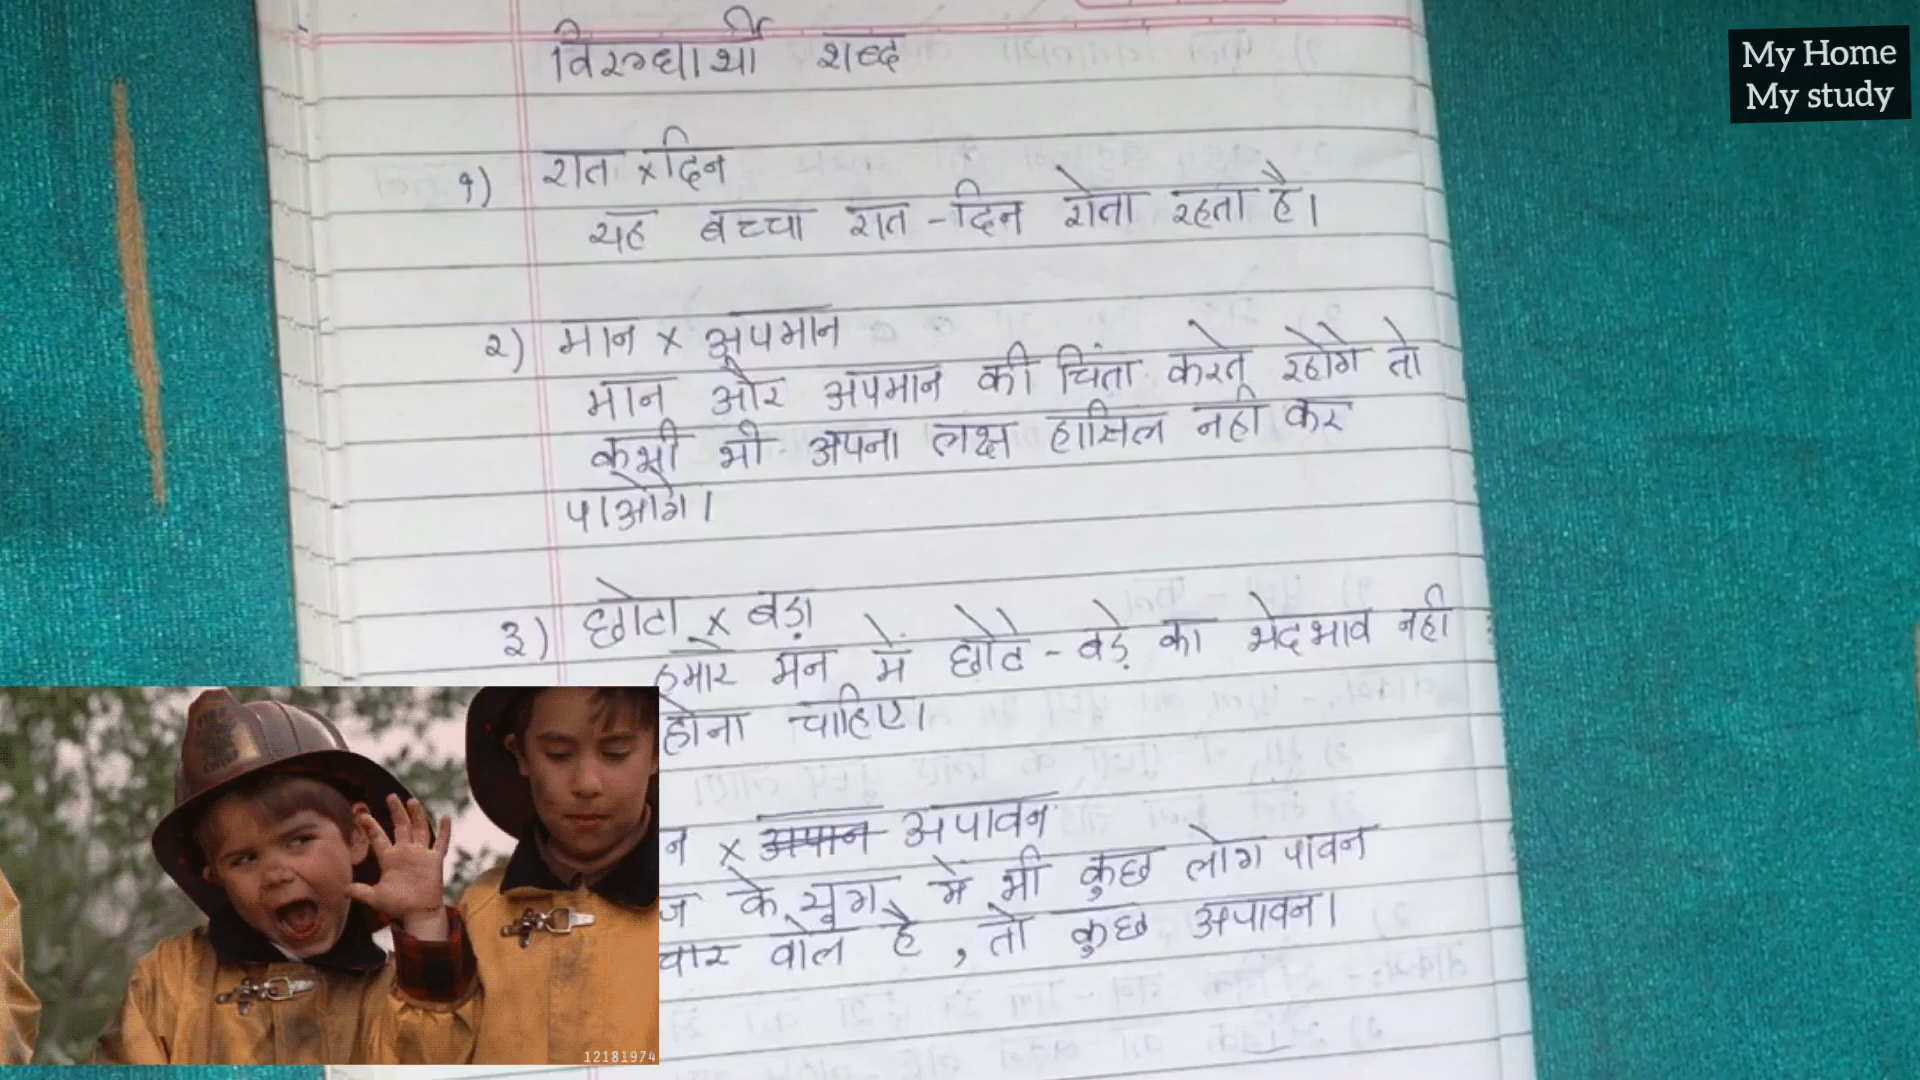 विरुध्दार्थी शब्द
My Home
My study
१) रात × दिन
यह बच्चा रात - दिन रोता रहता है।
२) मान × अपमान
मान और अपमान की चिंता करते रहोगे तो
कभी भी अपना लक्ष हासिल नही कर
पाओगे।
३) छोटा × बड़ा
हमारे मन में छोटे - बड़े का भेदभाव नही
होना चाहिए।
न × अपान अपावन
ज के युग में भी कुछ लोग पावन
चार वाले है, तो कुछ अपावन।
12181974